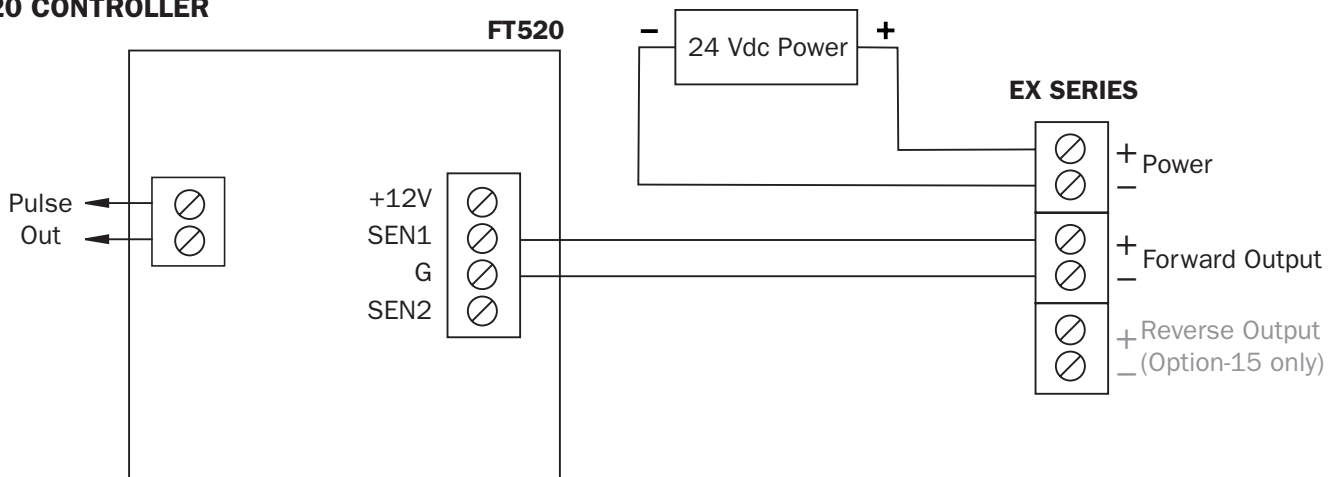 20 CONTROLLER
FT520
– 24 Vdc Power +
EX SERIES
+ Power
–
Pulse
Out
+12V
SEN1
G
SEN2
+ Forward Output
–
+ Reverse Output
– (Option-15 only)